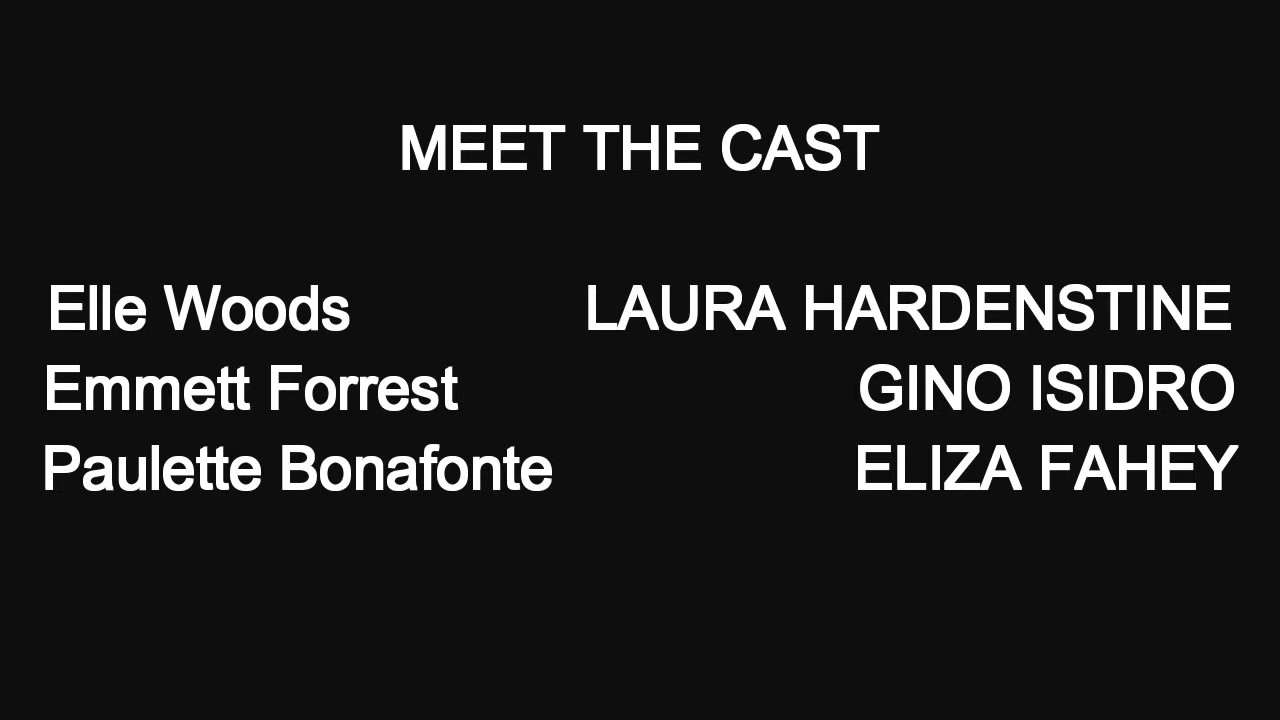 MEET THE CAST
Elle Woods LAURA HARDENSTINE
Emmett Forrest GINO ISIDRO
Paulette Bonafonte ELIZA FAHEY